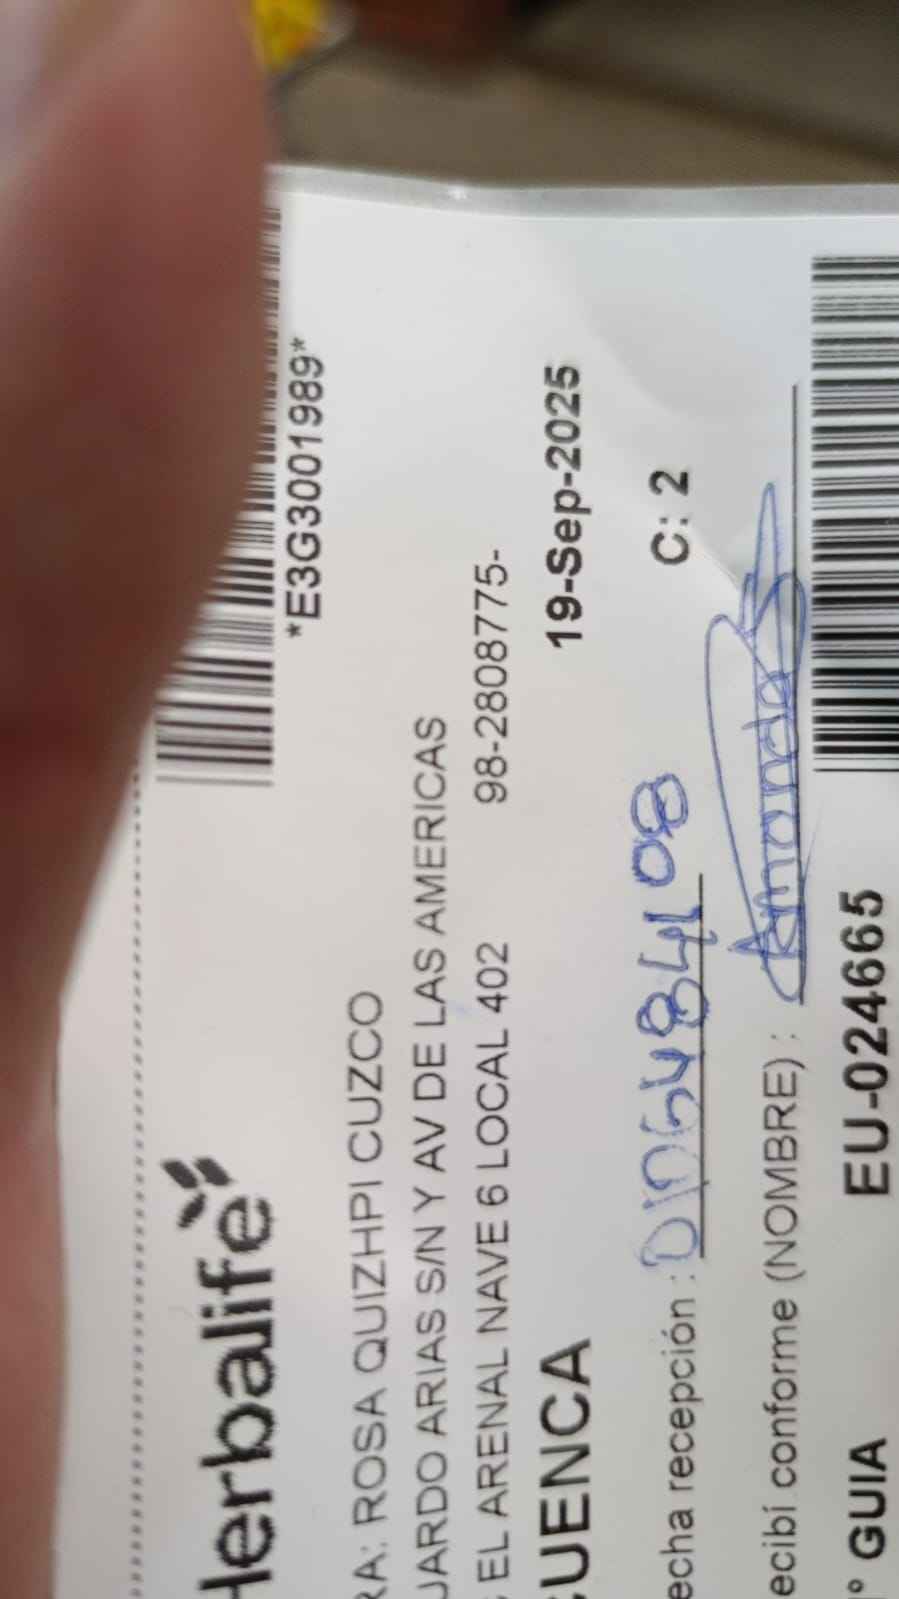 Herbalife
*E3G3001989*
RA: ROSA QUIZHPI CUZCO
UARDO ARIAS S/N Y AV DE LAS AMERICAS
EL ARENAL NAVE 6 LOCAL 402 98-2808775-
CUENCA 19-Sep-2025
echa recepción : C: 2
ecibí conforme (NOMBRE) : Amanda
° GUIA EU-024665